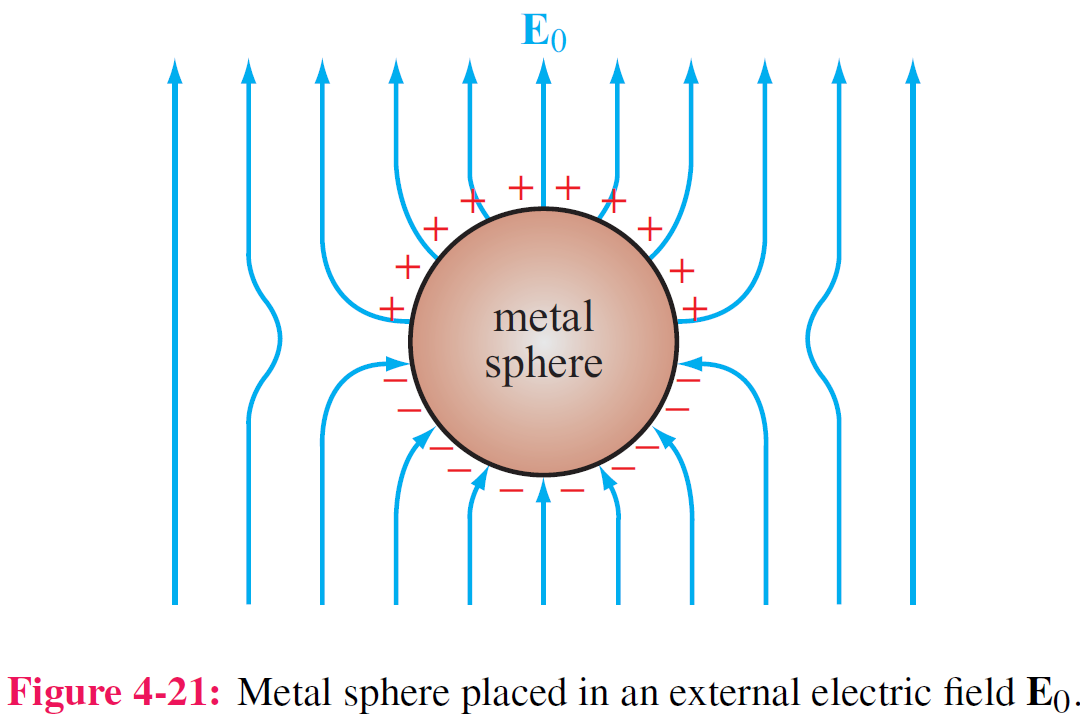 E₀
metal
sphere
Figure 4-21: Metal sphere placed in an external electric field E₀.